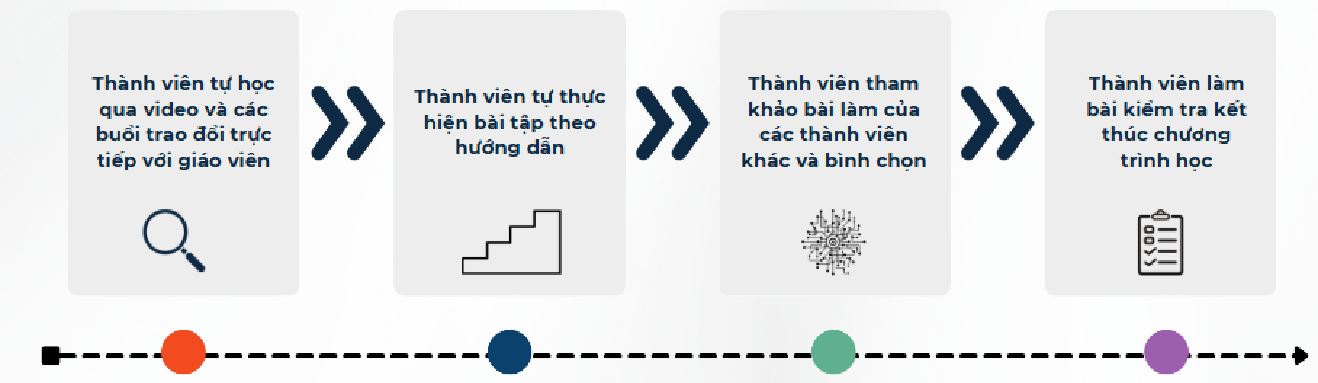 Thành viên tự học
qua video và các
buổi trao đổi trực
tiếp với giáo viên
Thành viên tự thực
hiện bài tập theo
hướng dẫn
Thành viên tham
khảo bài làm của
các thành viên
khác và bình chọn
Thành viên làm
bài kiểm tra kết
thúc chương
trình học